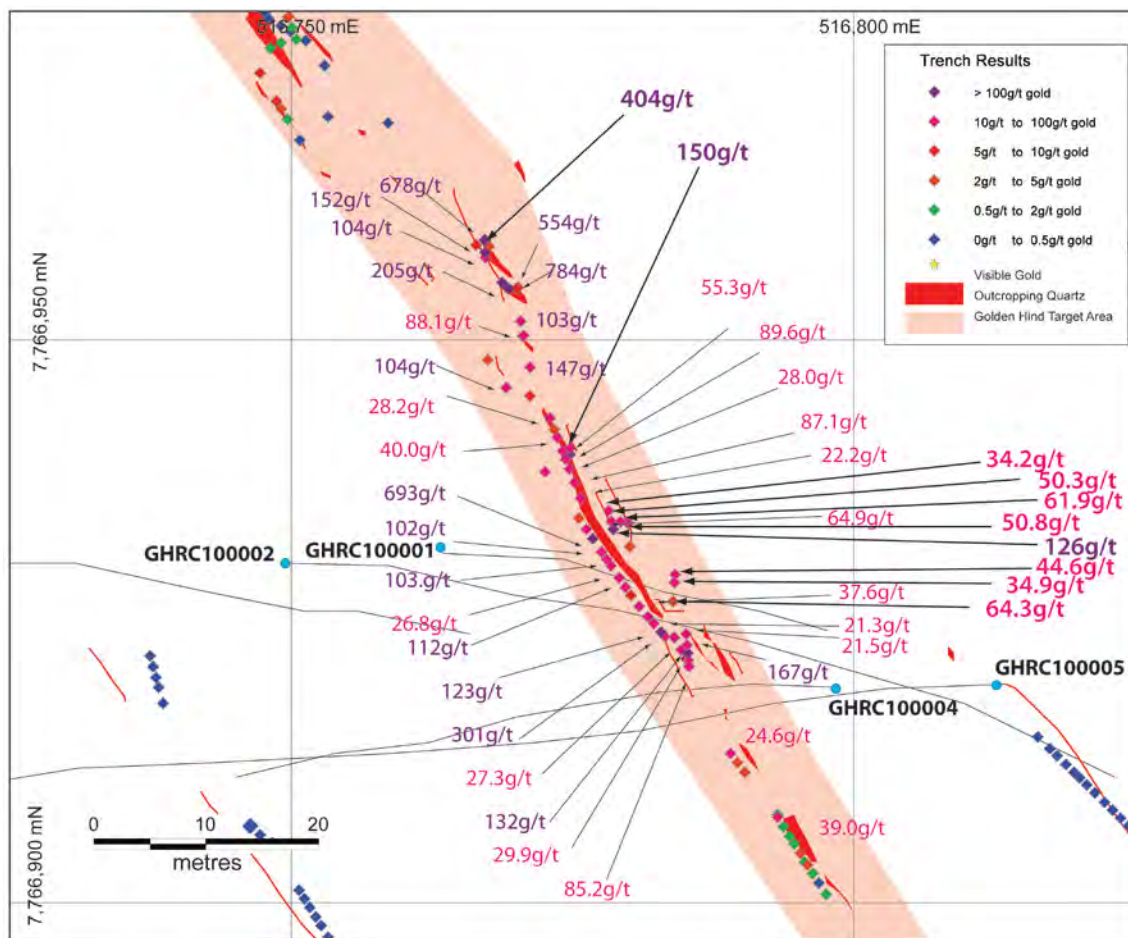 516,750 mE
516,800 mE
Trench Results
> 100g/t gold
10g/t to 100g/t gold
5g/t to 10g/t gold
2g/t to 5g/t gold
0.5g/t to 2g/t gold
0g/t to 0.5g/t gold
Visible Gold
Outcropping Quartz
Golden Hind Target Area
404g/t
150g/t
678g/t
152g/t
104g/t
554g/t
205g/t
784g/t
55.3g/t
7,766,950 mN
88.1g/t
103g/t
89.6g/t
104g/t
147g/t
28.0g/t
28.2g/t
87.1g/t
40.0g/t
22.2g/t
34.2g/t
50.3g/t
693g/t
61.9g/t
64.9g/t
50.8g/t
102g/t
126g/t
GHRC100002
GHRC100001
44.6g/t
103.g/t
34.9g/t
37.6g/t
64.3g/t
26.8g/t
21.3g/t
112g/t
21.5g/t
167g/t
GHRC100005
123g/t
GHRC100004
301g/t
24.6g/t
27.3g/t
0 10 20
metres
132g/t
39.0g/t
29.9g/t
85.2g/t
7,766,900 mN